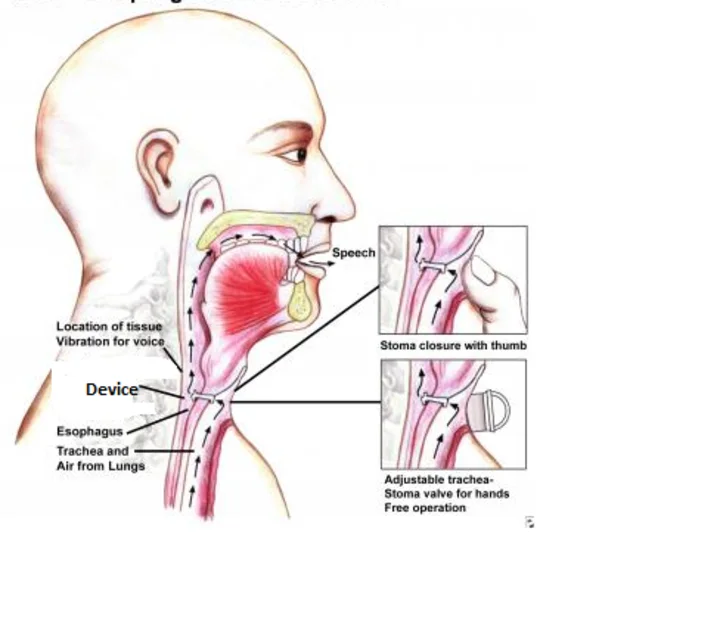 Speech
Location of tissue
Vibration for voice
Device
Esophagus
Trachea and
Air from Lungs
Stoma closure with thumb
Adjustable trachea-
Stoma valve for hands
Free operation